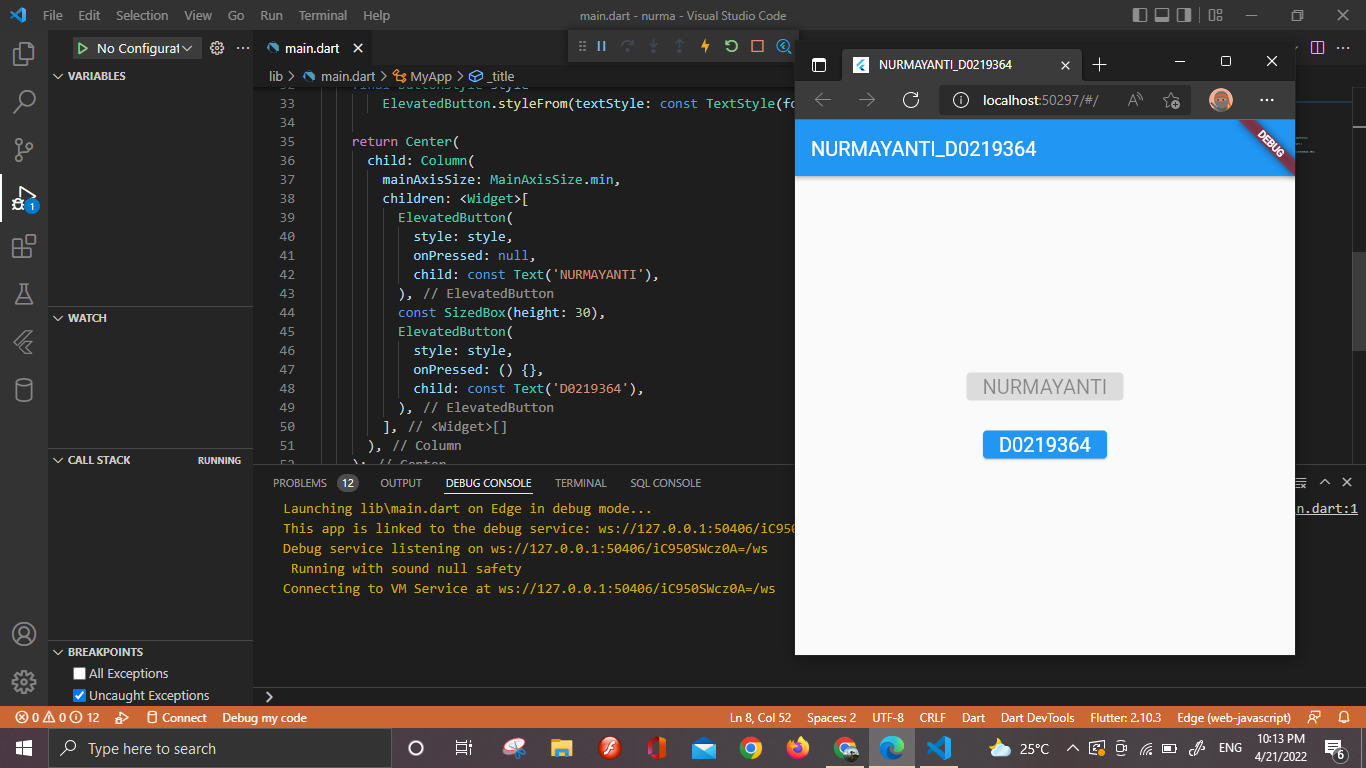 File Edit Selection View Go Run Terminal Help
main.dart - nurma - Visual Studio Code
No Configurat
main.dart
VARIABLES
lib > main.dart > MyApp > _title
33 ElevatedButton.styleFrom(textStyle: const TextStyle(fo
34
35 return Center(
36 child: Column(
37 mainAxisSize: MainAxisSize.min,
38 children: <Widget>[
39 ElevatedButton(
40 style: style,
41 onPressed: null,
42 child: const Text('NURMAYANTI'),
43 ), // ElevatedButton
44 const SizedBox(height: 30),
45 ElevatedButton(
46 style: style,
47 onPressed: () {},
48 child: const Text('D0219364'),
49 ), // ElevatedButton
50 ], // <Widget>[]
51 ), // Column
1
WATCH
CALL STACK
RUNNING
BREAKPOINTS
All Exceptions
Uncaught Exceptions
PROBLEMS 12 OUTPUT DEBUG CONSOLE TERMINAL SQL CONSOLE
Launching lib\main.dart on Edge in debug mode...
This app is linked to the debug service: ws://127.0.0.1:50406/iC950
Debug service listening on ws://127.0.0.1:50406/iC950SWcz0A=/ws
Running with sound null safety
Connecting to VM Service at ws://127.0.0.1:50406/iC950SWcz0A=/ws
n.dart:1
NURMAYANTI_D0219364
localhost:50297/#/
NURMAYANTI_D0219364
DEBUG
NURMAYANTI
D0219364
0 0 12 Connect Debug my code
Ln 8, Col 52 Spaces: 2 UTF-8 CRLF Dart Dart DevTools Flutter: 2.10.3 Edge (web-javascript)
Type here to search
25°C
ENG
10:13 PM
4/21/2022
6